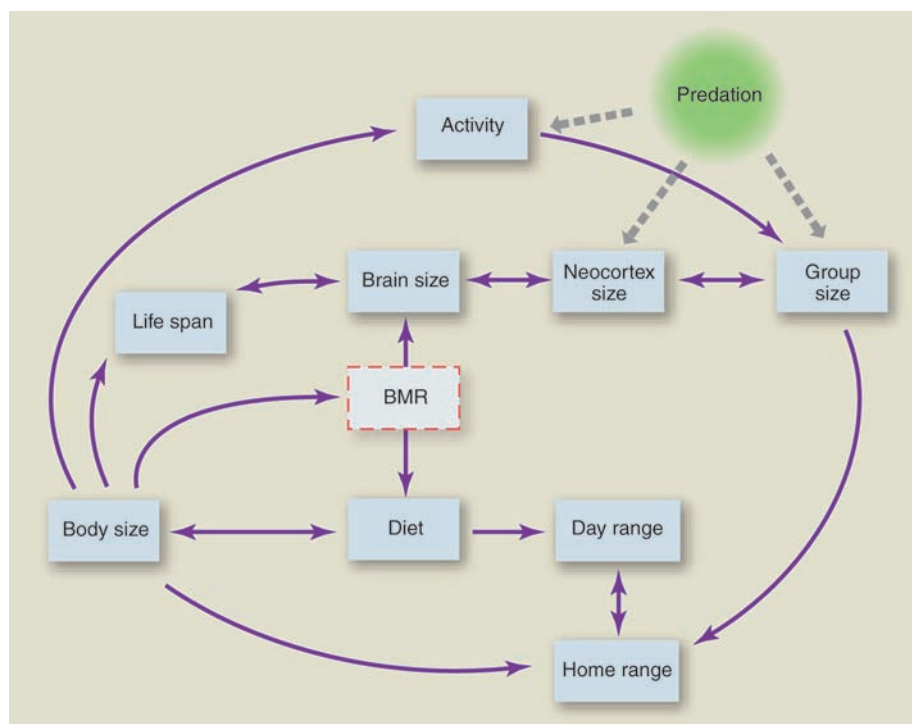 Predation
Activity
Brain size
Neocortex
size
Group
size
Life span
BMR
Body size
Diet
Day range
Home range